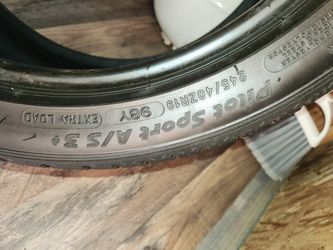 Pilot Sport A/S 3+
245/40ZR19 98Y EXTRA LOAD